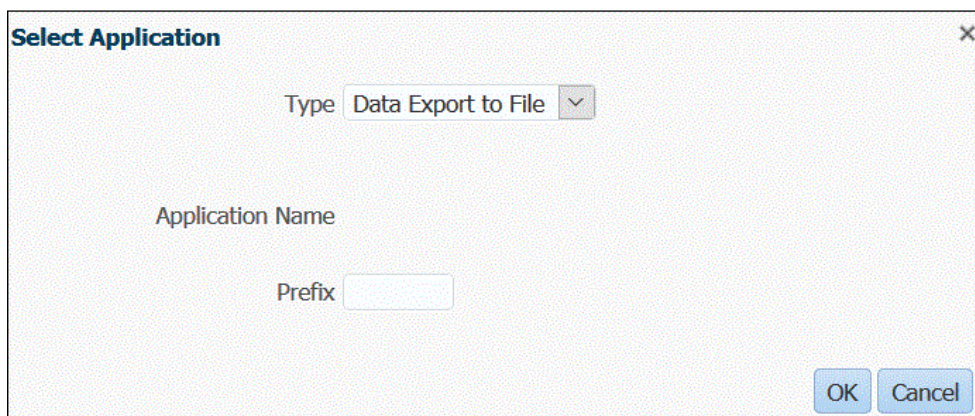 Select Application
Type Data Export to File
Application Name
Prefix
OK Cancel